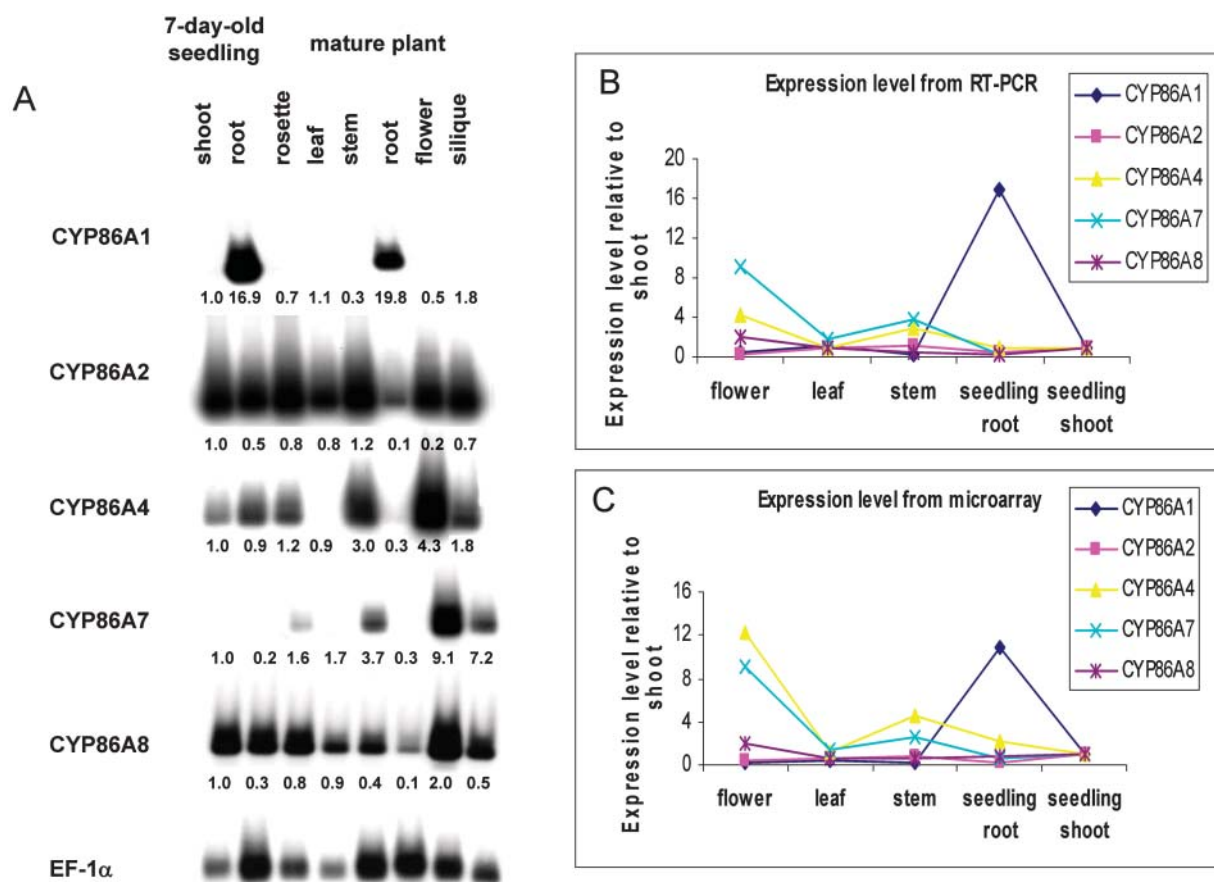 7-day-old
seedling
mature plant
A
shoot
root
rosette
leaf
stem
root
flower
silique
CYP86A1
1.0 16.9 0.7 1.1 0.3 19.8 0.5 1.8
CYP86A2
1.0 0.5 0.8 0.8 1.2 0.1 0.2 0.7
CYP86A4
1.0 0.9 1.2 0.9 3.0 0.3 4.3 1.8
CYP86A7
1.0 0.2 1.6 1.7 3.7 0.3 9.1 7.2
CYP86A8
1.0 0.3 0.8 0.9 0.4 0.1 2.0 0.5
EF-1α
B
Expression level from RT-PCR
Expression level relative to
shoot
20
16
12
8
4
0
flower leaf stem seedling seedling
root shoot
CYP86A1
CYP86A2
CYP86A4
CYP86A7
CYP86A8
C
Expression level from microarray
Expression level relative to
shoot
16
12
8
4
0
flower leaf stem seedling seedling
root shoot
CYP86A1
CYP86A2
CYP86A4
CYP86A7
CYP86A8